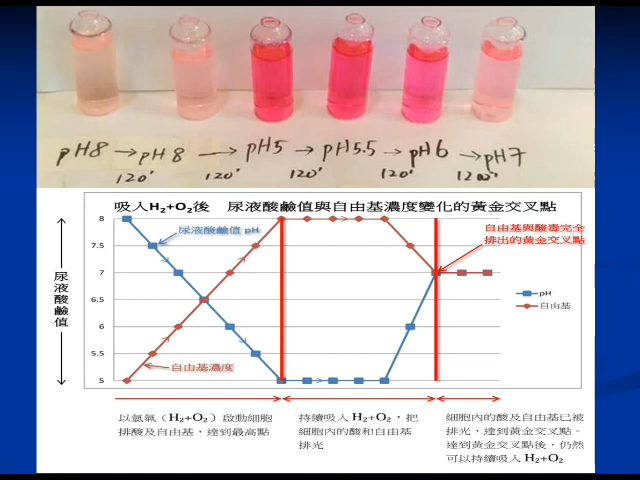 pH8 → pH8 → pH5 → pH5.5 → pH6 → pH7
120' 120' 120' 120' 120'
吸入H₂+O₂後 尿液酸鹼值與自由基濃度變化的黃金交叉點
尿液酸鹼值
8
7.5
7
6.5
6
5.5
5
尿液酸鹼值 pH
自由基濃度
自由基與酸毒完全
排出的黃金交叉點
pH
自由基
以氫氧（H₂+O₂）啟動細胞
排酸及自由基，達到最高點
持續吸入 H₂+O₂，把
細胞內的酸和自由基
排光
細胞內的酸及自由基已被
排光，達到黃金交叉點。
達到黃金交叉點後，仍然
可以持續吸入 H₂+O₂